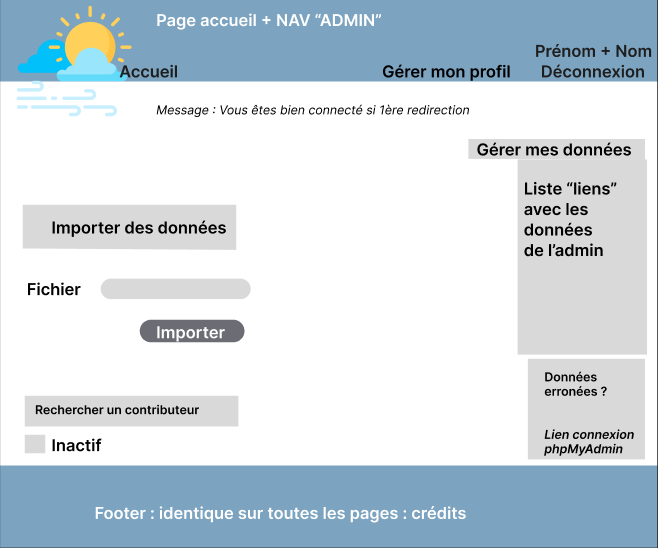 Page accueil + NAV “ADMIN”
Prénom + Nom
Accueil
Gérer mon profil
Déconnexion
Message : Vous êtes bien connecté si 1ère redirection
Gérer mes données
Liste “liens”
avec les
données
de l’admin
Importer des données
Fichier
Importer
Données
erronées ?
Rechercher un contributeur
Lien connexion
phpMyAdmin
Inactif
Footer : identique sur toutes les pages : crédits